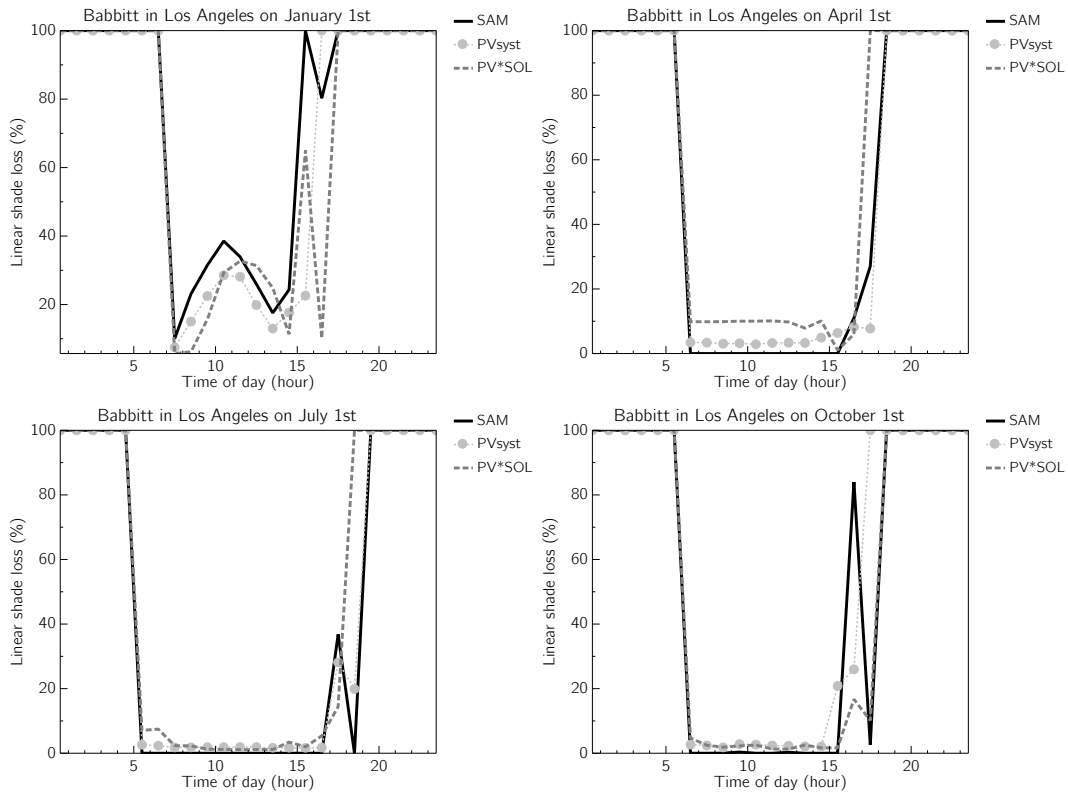 Babbitt in Los Angeles on January 1st
SAM
PVsyst
PV*SOL
100
80
60
40
20
Linear shade loss (%)
5
10
15
20
Time of day (hour)
Babbitt in Los Angeles on April 1st
SAM
PVsyst
PV*SOL
100
80
60
40
20
0
Linear shade loss (%)
5
10
15
20
Time of day (hour)
Babbitt in Los Angeles on July 1st
SAM
PVsyst
PV*SOL
100
80
60
40
20
0
Linear shade loss (%)
5
10
15
20
Time of day (hour)
Babbitt in Los Angeles on October 1st
SAM
PVsyst
PV*SOL
100
80
60
40
20
0
Linear shade loss (%)
5
10
15
20
Time of day (hour)